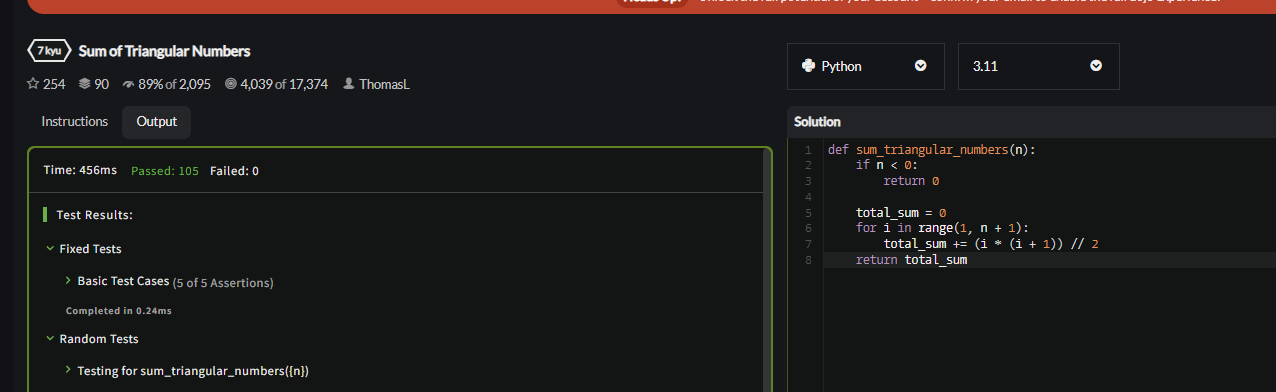 Heads Up!
7 kyu Sum of Triangular Numbers
254 90 89% of 2,095 4,039 of 17,374 ThomasL
Instructions Output
Time: 456ms Passed: 105 Failed: 0
Test Results:
Fixed Tests
Basic Test Cases (5 of 5 Assertions)
Completed in 0.24ms
Random Tests
Testing for sum_triangular_numbers({n})
Python 3.11
Solution
1 def sum_triangular_numbers(n):
2     if n < 0:
3         return 0
4
5     total_sum = 0
6     for i in range(1, n + 1):
7         total_sum += (i * (i + 1)) // 2
8     return total_sum